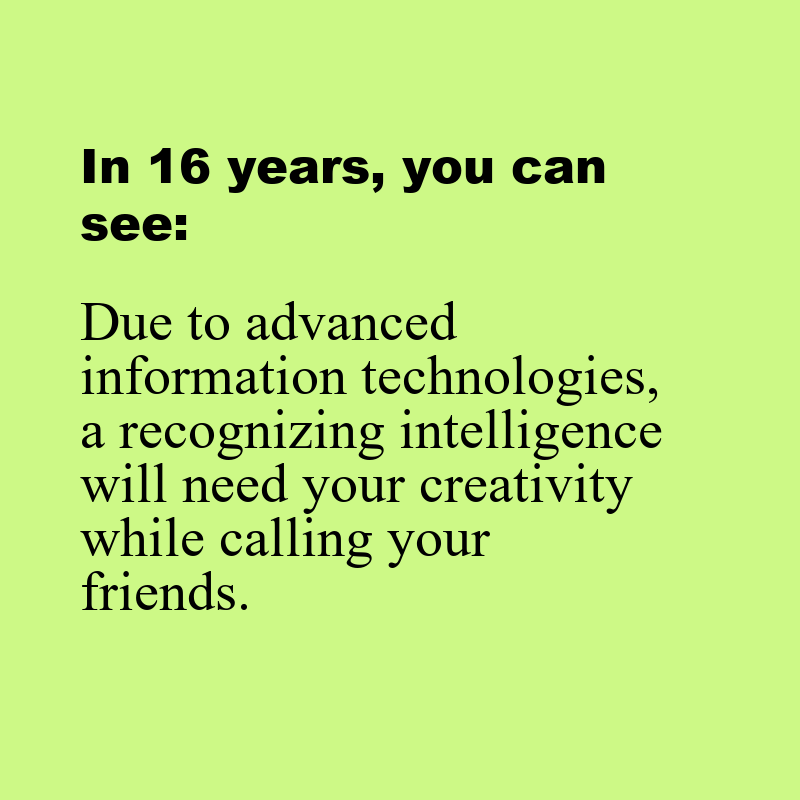 In 16 years, you can
see:
Due to advanced
information technologies,
a recognizing intelligence
will need your creativity
while calling your
friends.